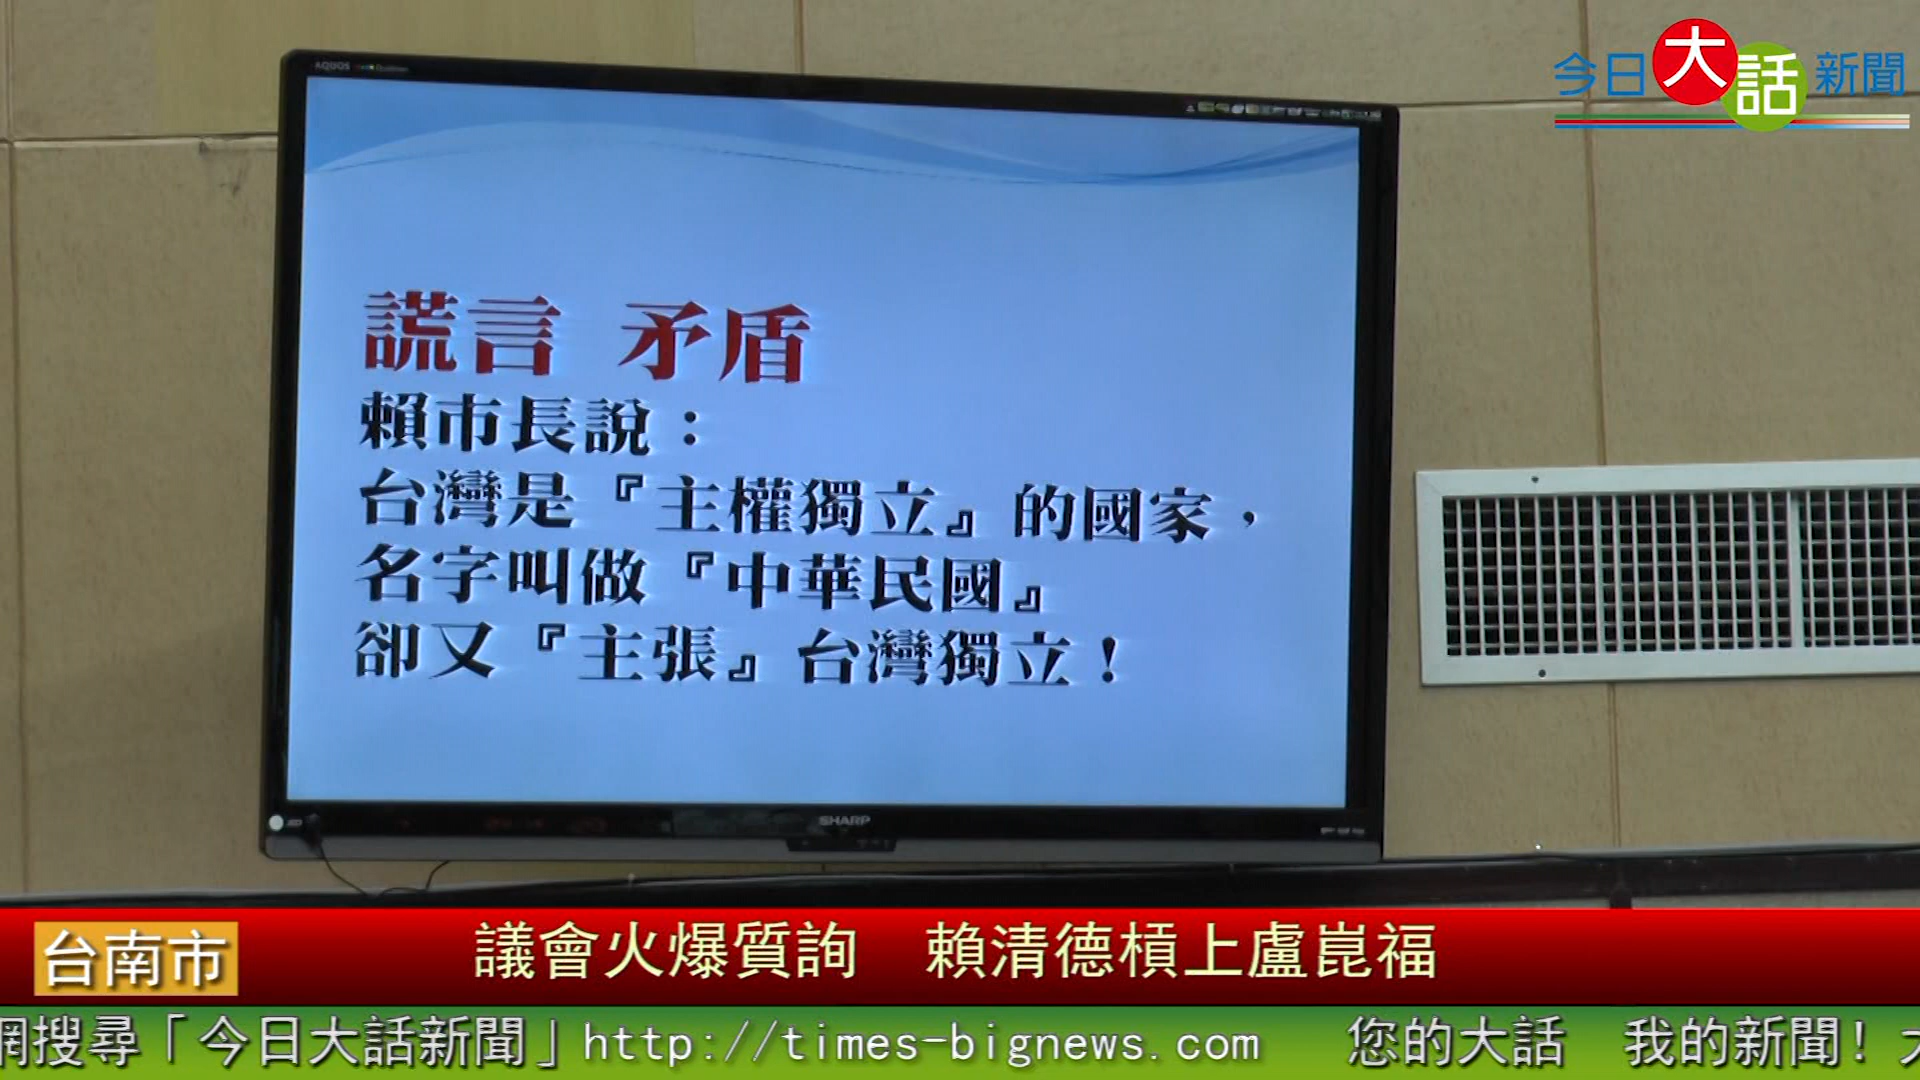 今日大話新聞
AQUOS
謊言 矛盾
賴市長說：
台灣是『主權獨立』的國家，
名字叫做『中華民國』
卻又『主張』台灣獨立！
SHARP
台南市
議會火爆質詢 賴清德槓上盧崑福
網搜尋「今日大話新聞」http://times-bignews.com 您的大話 我的新聞！